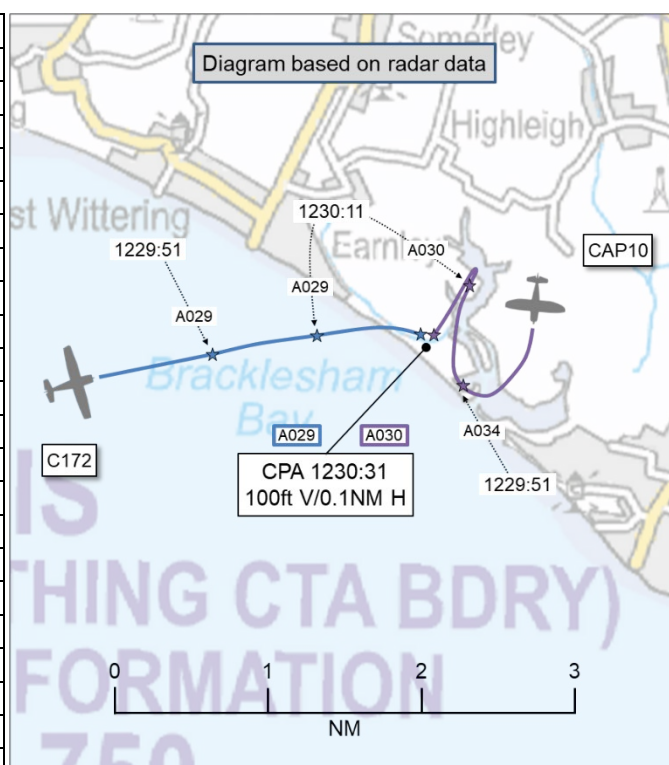 Somerley
Diagram based on radar data
Highleigh
st Wittering
1230:11
1229:51
Earnley
A030
CAP10
A029
A029
Bracklesham
Bay
A034
C172
A029
A030
1229:51
CPA 1230:31
100ft V/0.1NM H
IS
THING CTA BDRY)
FORMATION
0
1
2
3
NM
750